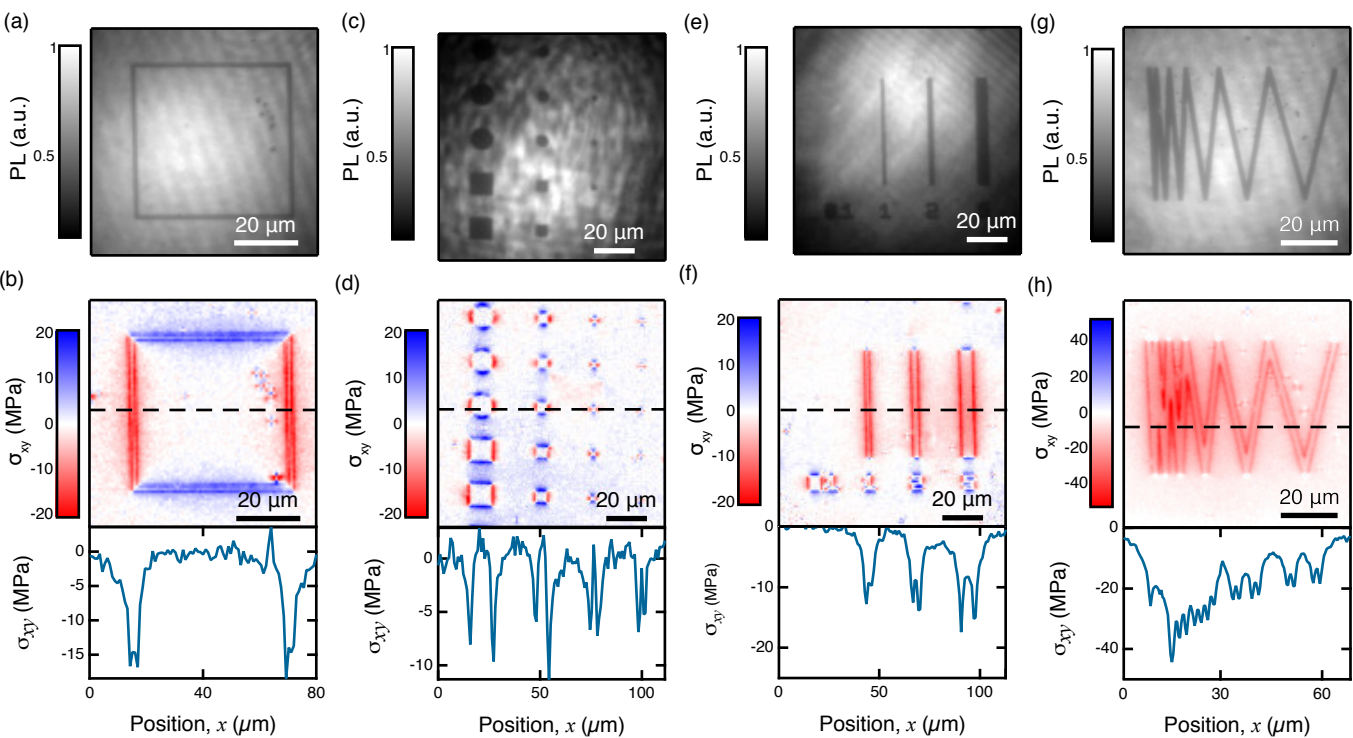 (a)
1
0.5
PL (a.u.)
20 µm
(c)
1
0.5
PL (a.u.)
20 µm
(e)
1
0.5
PL (a.u.)
1 2
20 µm
(g)
1
0.5
PL (a.u.)
20 µm
(b)
20
10
0
-10
-20
σxy (MPa)
20 µm
0
-5
-10
-15
σxy (MPa)
0 40 80
Position, x (µm)
(d)
20
10
0
-10
-20
σxy (MPa)
20 µm
0
-5
-10
σxy (MPa)
0 50 100
Position, x (µm)
(f)
20
10
0
-10
-20
σxy (MPa)
20 µm
0
-10
-20
σxy (MPa)
50 100
Position, x (µm)
(h)
40
20
0
-20
-40
σxy (MPa)
20 µm
0
-20
-40
σxy (MPa)
0 30 60
Position, x (µm)